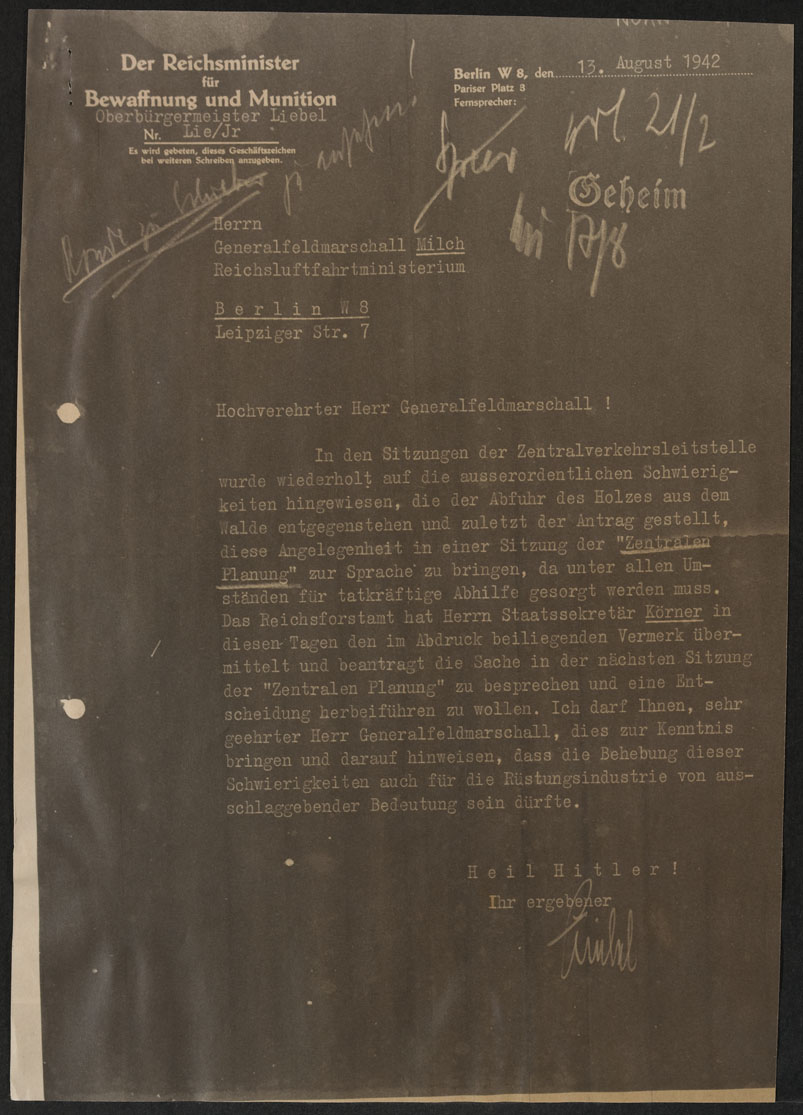 Der Reichsminister
für
Bewaffnung und Munition
Oberbürgermeister Liebel
Nr. Lie/Jr
Es wird gebeten, dieses Geschäftszeichen
bei weiteren Schreiben anzugeben.
Berlin W 8, den 13. August 1942
Pariser Platz 3
Fernsprecher:
Geheim
Herrn
Generalfeldmarschall Milch
Reichsluftfahrtministerium
Berlin W 8
Leipziger Str. 7
Hochverehrter Herr Generalfeldmarschall !
In den Sitzungen der Zentralverkehrsleitstelle
wurde wiederholt auf die ausserordentlichen Schwierig-
keiten hingewiesen, die der Abfuhr des Holzes aus dem
Walde entgegenstehen und zuletzt der Antrag gestellt,
diese Angelegenheit in einer Sitzung der "Zentralen
Planung" zur Sprache zu bringen, da unter allen Um-
ständen für tatkräftige Abhilfe gesorgt werden muss.
Das Reichsforstamt hat Herrn Staatssekretär Körner in
diesen Tagen den im Abdruck beiliegenden Vermerk über-
mittelt und beantragt die Sache in der nächsten Sitzung
der "Zentralen Planung" zu besprechen und eine Ent-
scheidung herbeiführen zu wollen. Ich darf Ihnen, sehr
geehrter Herr Generalfeldmarschall, dies zur Kenntnis
bringen und darauf hinweisen, dass die Behebung dieser
Schwierigkeiten auch für die Rüstungsindustrie von aus-
schlaggebender Bedeutung sein dürfte.
Heil Hitler !
Ihr ergebener
Liebel